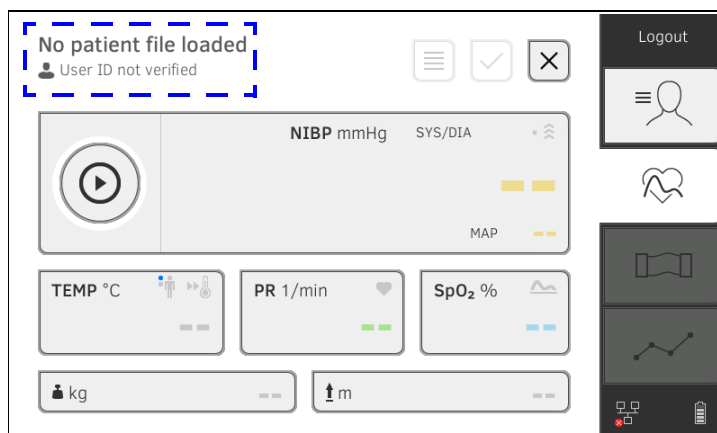 No patient file loaded
User ID not verified
Logout
NIBP mmHg SYS/DIA
-- --
MAP --
TEMP °C
--
PR 1/min
--
SpO₂ %
--
kg --
m --